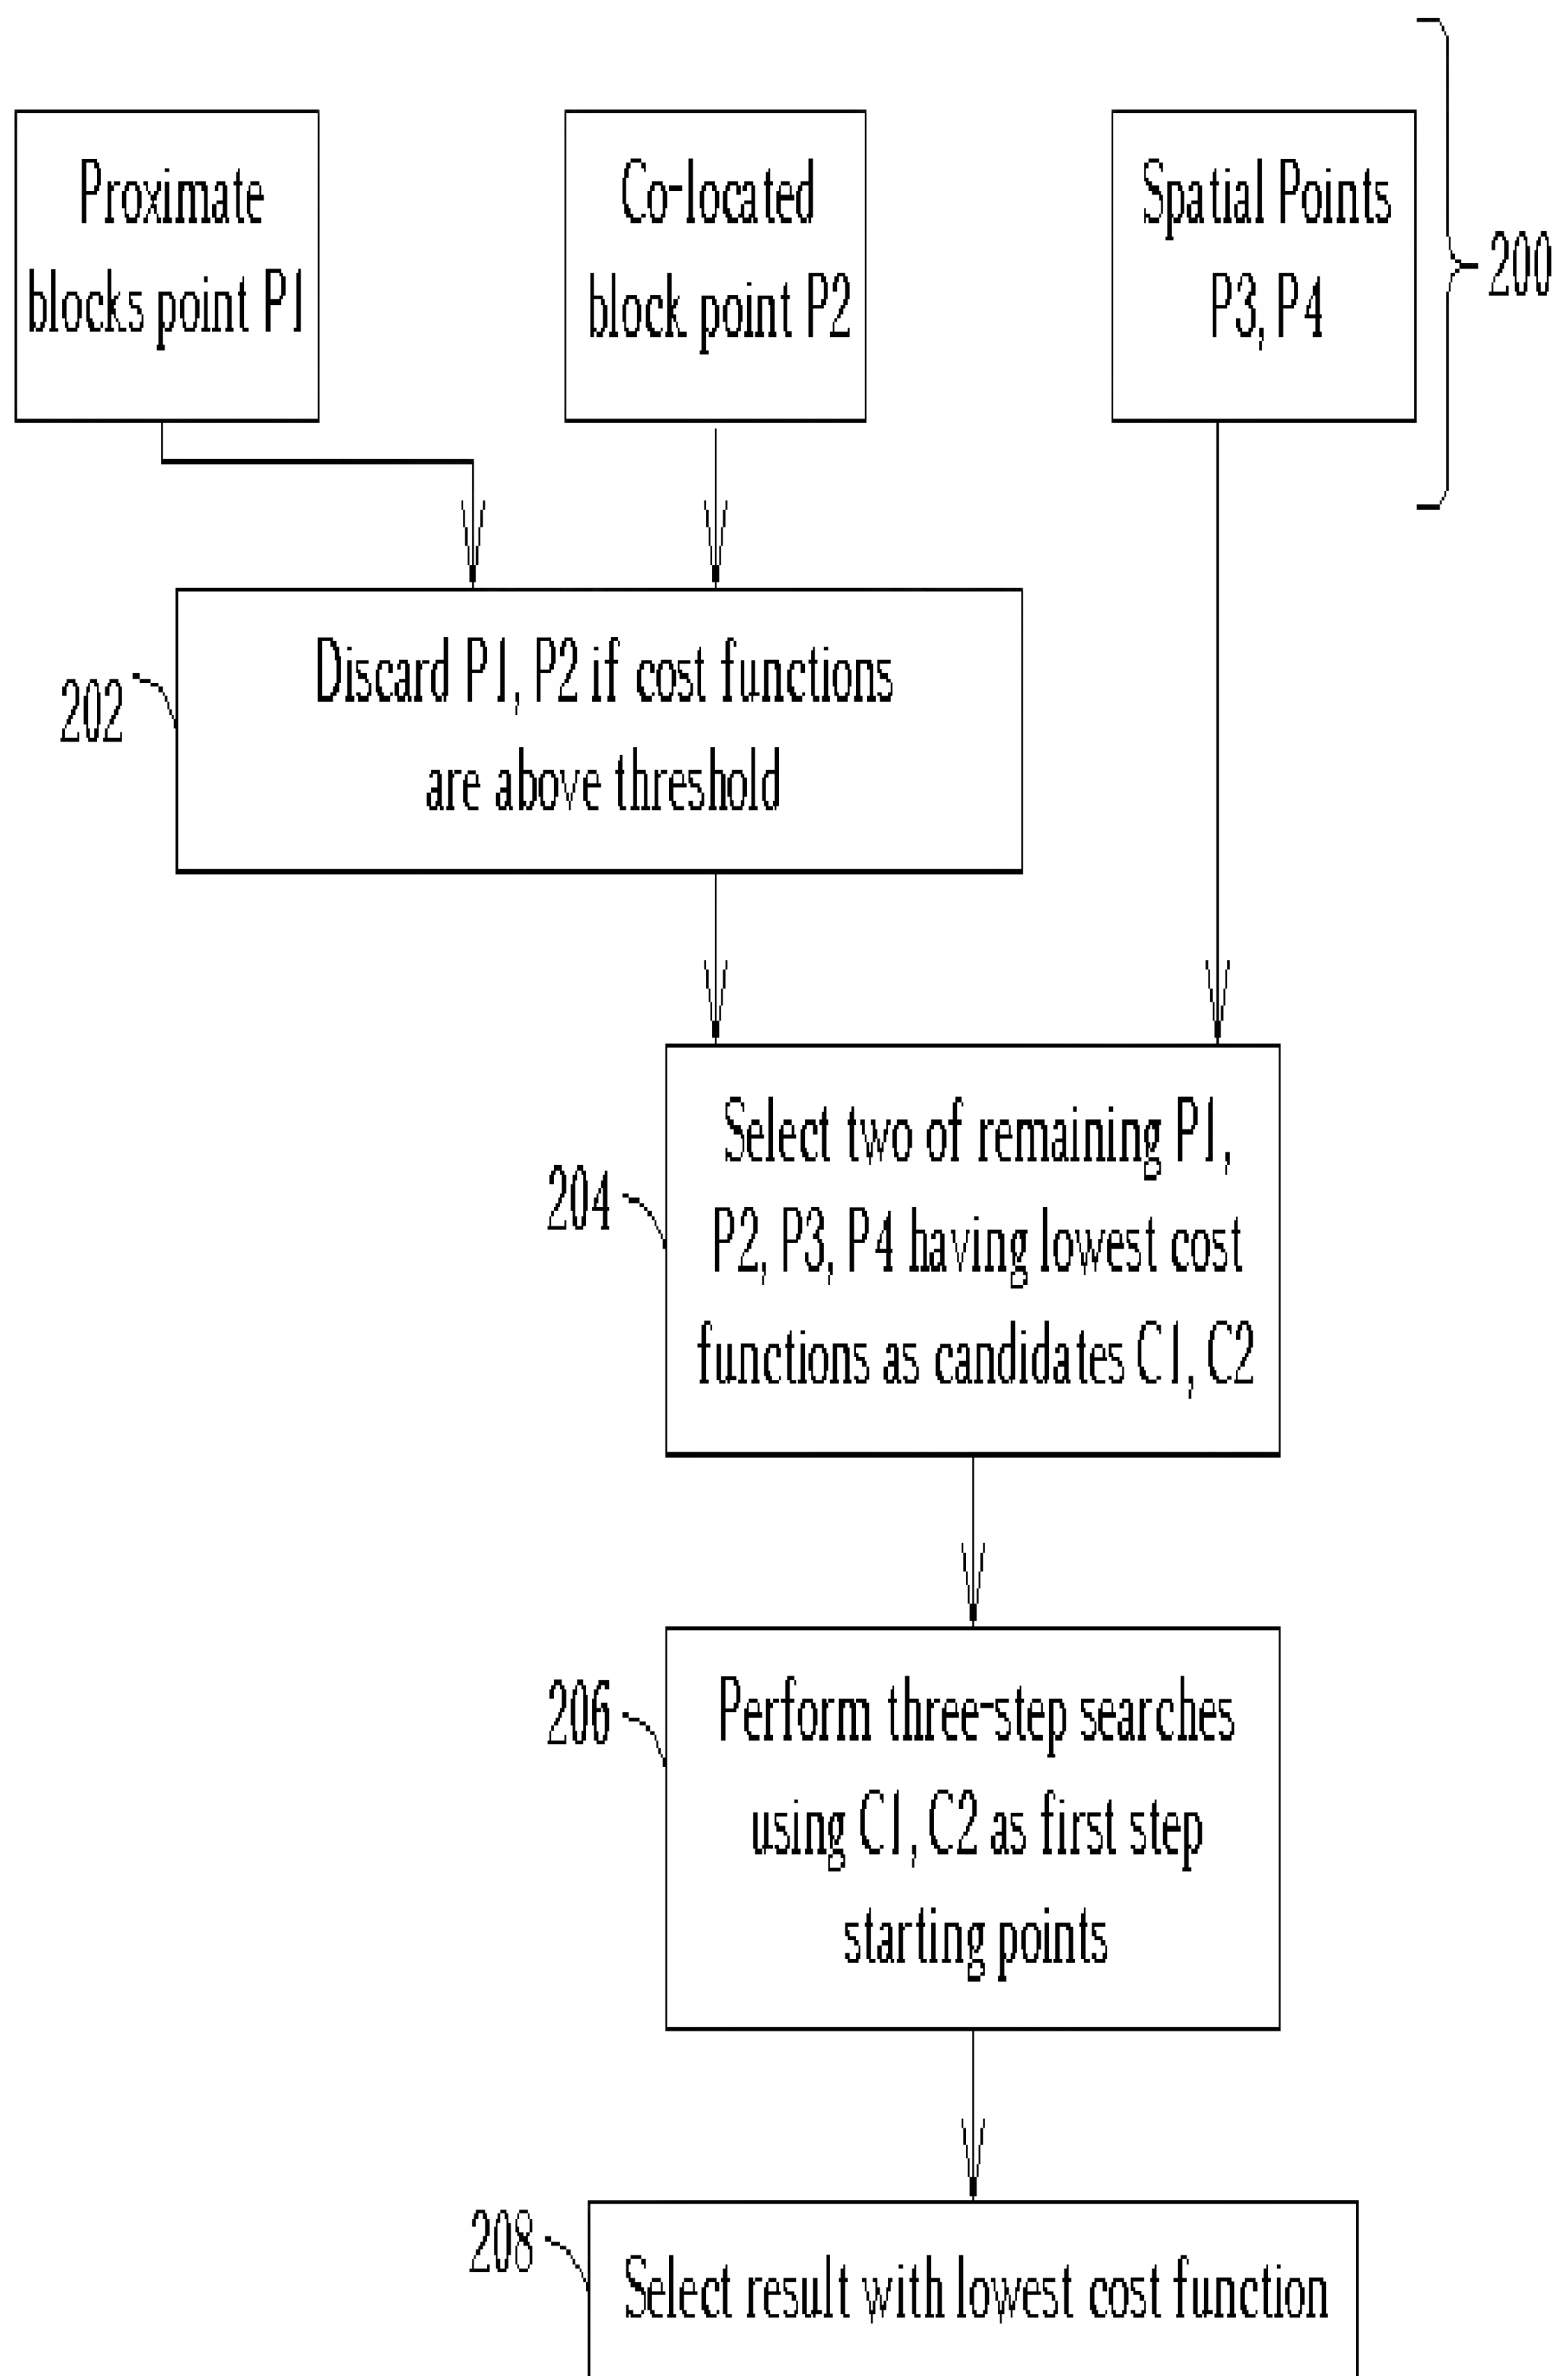 Proximate
blocks point P1
Co-located
block point P2
Spatial Points
P3, P4
200
202
Discard P1, P2 if cost functions
are above threshold
204
Select two of remaining P1,
P2, P3, P4 having lowest cost
functions as candidates C1, C2
206
Perform three-step searches
using C1, C2 as first step
starting points
208
Select result with lowest cost function